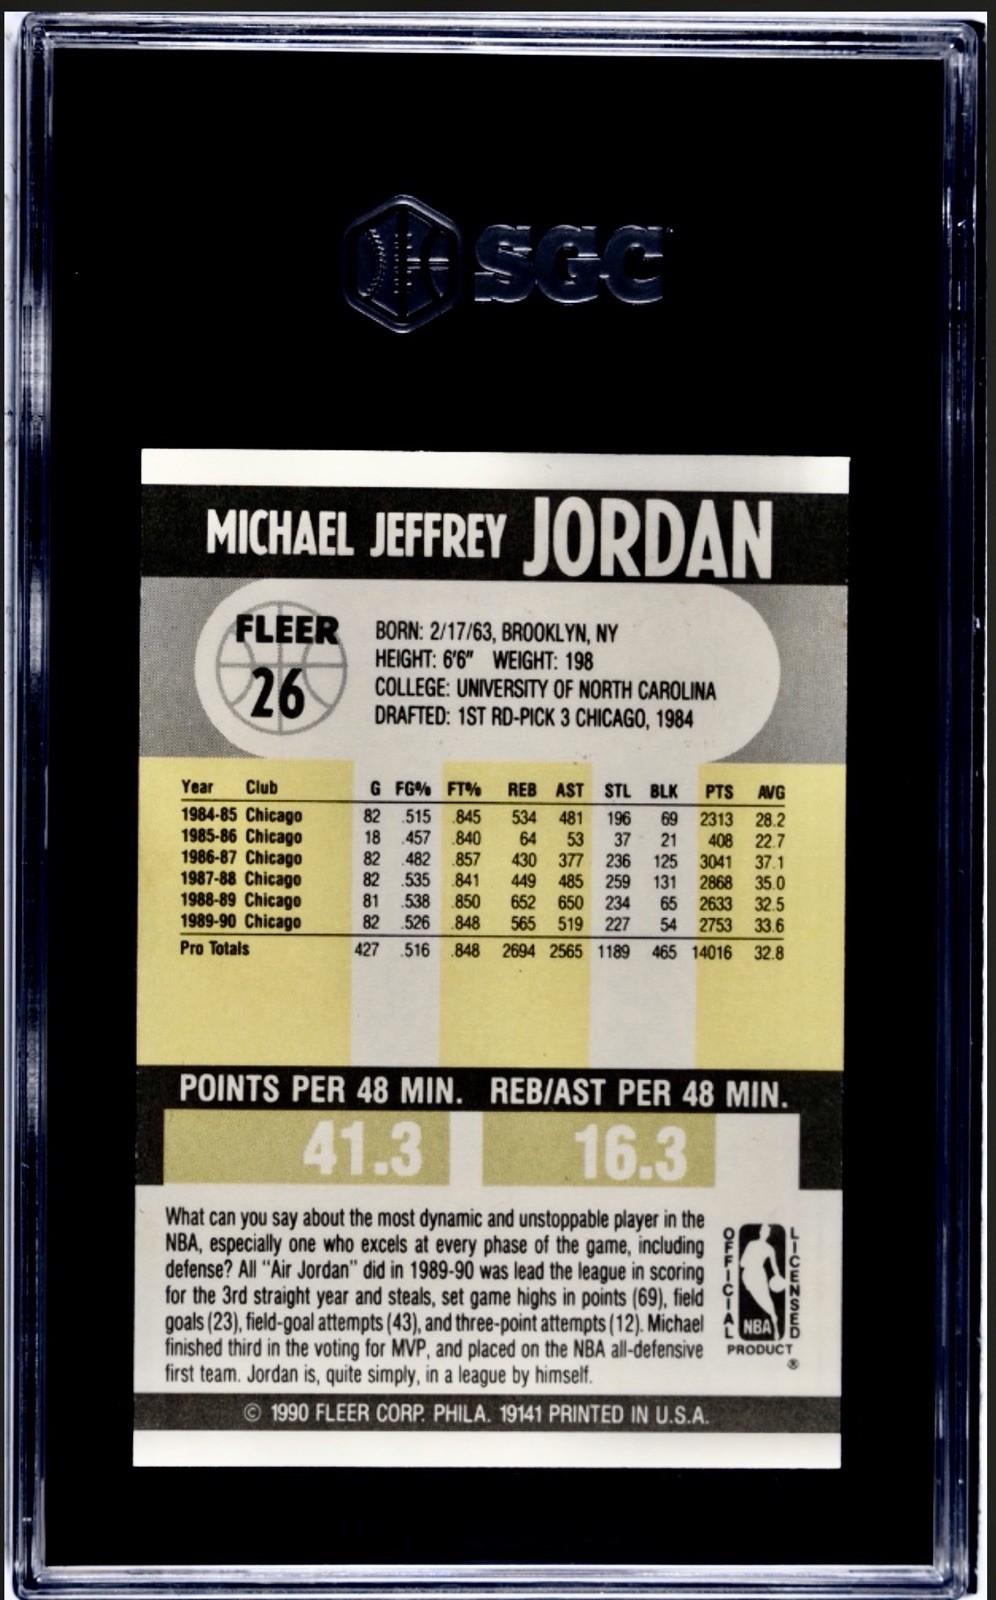 SGC
MICHAEL JEFFREY JORDAN
FLEER
26
BORN: 2/17/63, BROOKLYN, NY
HEIGHT: 6'6" WEIGHT: 198
COLLEGE: UNIVERSITY OF NORTH CAROLINA
DRAFTED: 1ST RD-PICK 3 CHICAGO, 1984
Year Club G FG% FT% REB AST STL BLK PTS AVG
1984-85 Chicago 82 .515 .845 534 481 196 69 2313 28.2
1985-86 Chicago 18 .457 .840 64 53 37 21 408 22.7
1986-87 Chicago 82 .482 .857 430 377 236 125 3041 37.1
1987-88 Chicago 82 .535 .841 449 485 259 131 2868 35.0
1988-89 Chicago 81 .538 .850 652 650 234 65 2633 32.5
1989-90 Chicago 82 .526 .848 565 519 227 54 2753 33.6
Pro Totals 427 .516 .848 2694 2565 1189 465 14016 32.8
POINTS PER 48 MIN. REB/AST PER 48 MIN.
41.3 16.3
What can you say about the most dynamic and unstoppable player in the
NBA, especially one who excels at every phase of the game, including
defense? All "Air Jordan" did in 1989-90 was lead the league in scoring
for the 3rd straight year and steals, set game highs in points (69), field
goals (23), field-goal attempts (43), and three-point attempts (12). Michael
finished third in the voting for MVP, and placed on the NBA all-defensive
first team. Jordan is, quite simply, in a league by himself.
OFFICIAL
NBA
LICENSED
PRODUCT
®
© 1990 FLEER CORP. PHILA. 19141 PRINTED IN U.S.A.